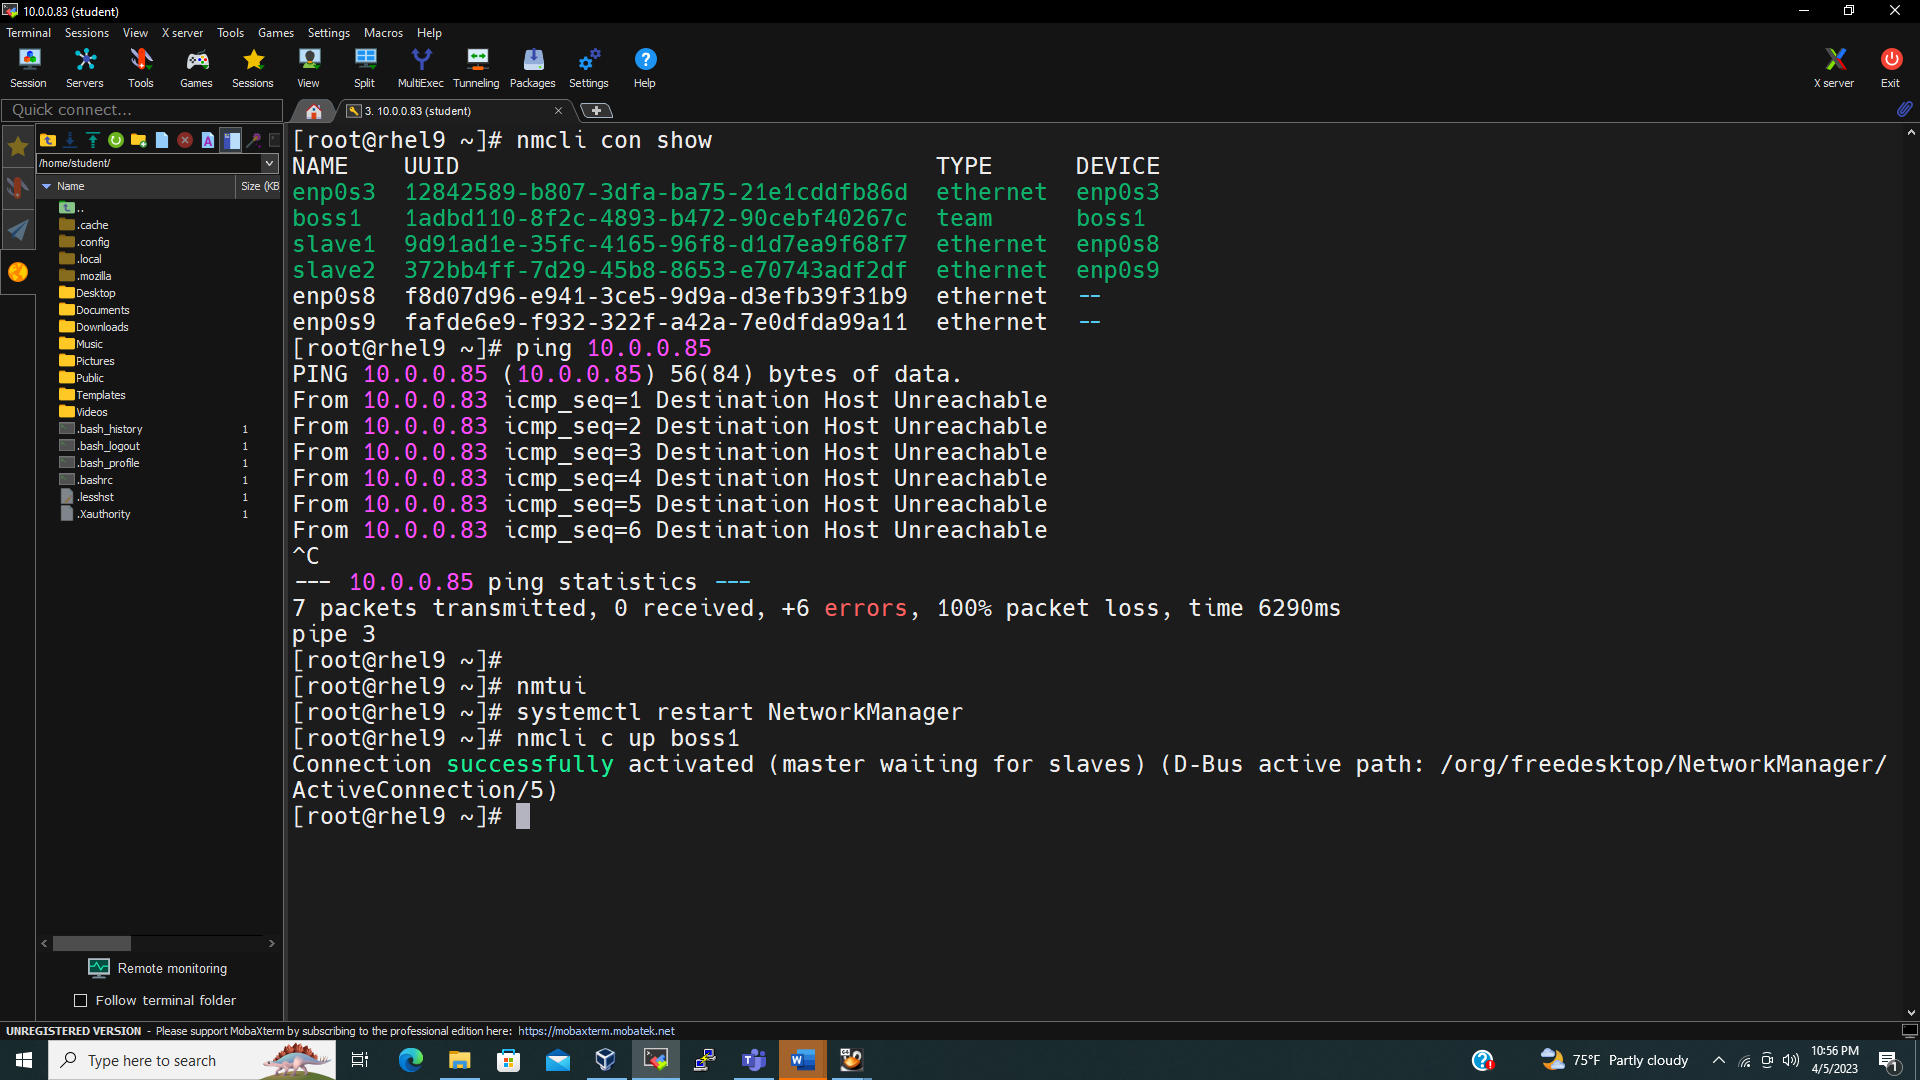 10.0.0.83 (student)
Terminal Sessions View X server Tools Games Settings Macros Help
Session Servers Tools Games Sessions View Split MultiExec Tunneling Packages Settings Help X server Exit
Quick connect...
3. 10.0.0.83 (student)
/home/student/
Name Size (KB
..
.cache
.config
.local
.mozilla
Desktop
Documents
Downloads
Music
Pictures
Public
Templates
Videos
.bash_history 1
.bash_logout 1
.bash_profile 1
.bashrc 1
.lesshst 1
.Xauthority 1
Remote monitoring
Follow terminal folder
[root@rhel9 ~]# nmcli con show
NAME UUID TYPE DEVICE
enp0s3 12842589-b807-3dfa-ba75-21e1cddfb86d ethernet enp0s3
boss1 1adbd110-8f2c-4893-b472-90cebf40267c team boss1
slave1 9d91ad1e-35fc-4165-96f8-d1d7ea9f68f7 ethernet enp0s8
slave2 372bb4ff-7d29-45b8-8653-e70743adf2df ethernet enp0s9
enp0s8 f8d07d96-e941-3ce5-9d9a-d3efb39f31b9 ethernet --
enp0s9 fafde6e9-f932-322f-a42a-7e0dfda99a11 ethernet --
[root@rhel9 ~]# ping 10.0.0.85
PING 10.0.0.85 (10.0.0.85) 56(84) bytes of data.
From 10.0.0.83 icmp_seq=1 Destination Host Unreachable
From 10.0.0.83 icmp_seq=2 Destination Host Unreachable
From 10.0.0.83 icmp_seq=3 Destination Host Unreachable
From 10.0.0.83 icmp_seq=4 Destination Host Unreachable
From 10.0.0.83 icmp_seq=5 Destination Host Unreachable
From 10.0.0.83 icmp_seq=6 Destination Host Unreachable
^C
--- 10.0.0.85 ping statistics ---
7 packets transmitted, 0 received, +6 errors, 100% packet loss, time 6290ms
pipe 3
[root@rhel9 ~]#
[root@rhel9 ~]# nmtui
[root@rhel9 ~]# systemctl restart NetworkManager
[root@rhel9 ~]# nmcli c up boss1
Connection successfully activated (master waiting for slaves) (D-Bus active path: /org/freedesktop/NetworkManager/
ActiveConnection/5)
[root@rhel9 ~]#
UNREGISTERED VERSION - Please support MobaXterm by subscribing to the professional edition here: https://mobaxterm.mobatek.net
Type here to search
75°F Partly cloudy
10:56 PM
4/5/2023
1